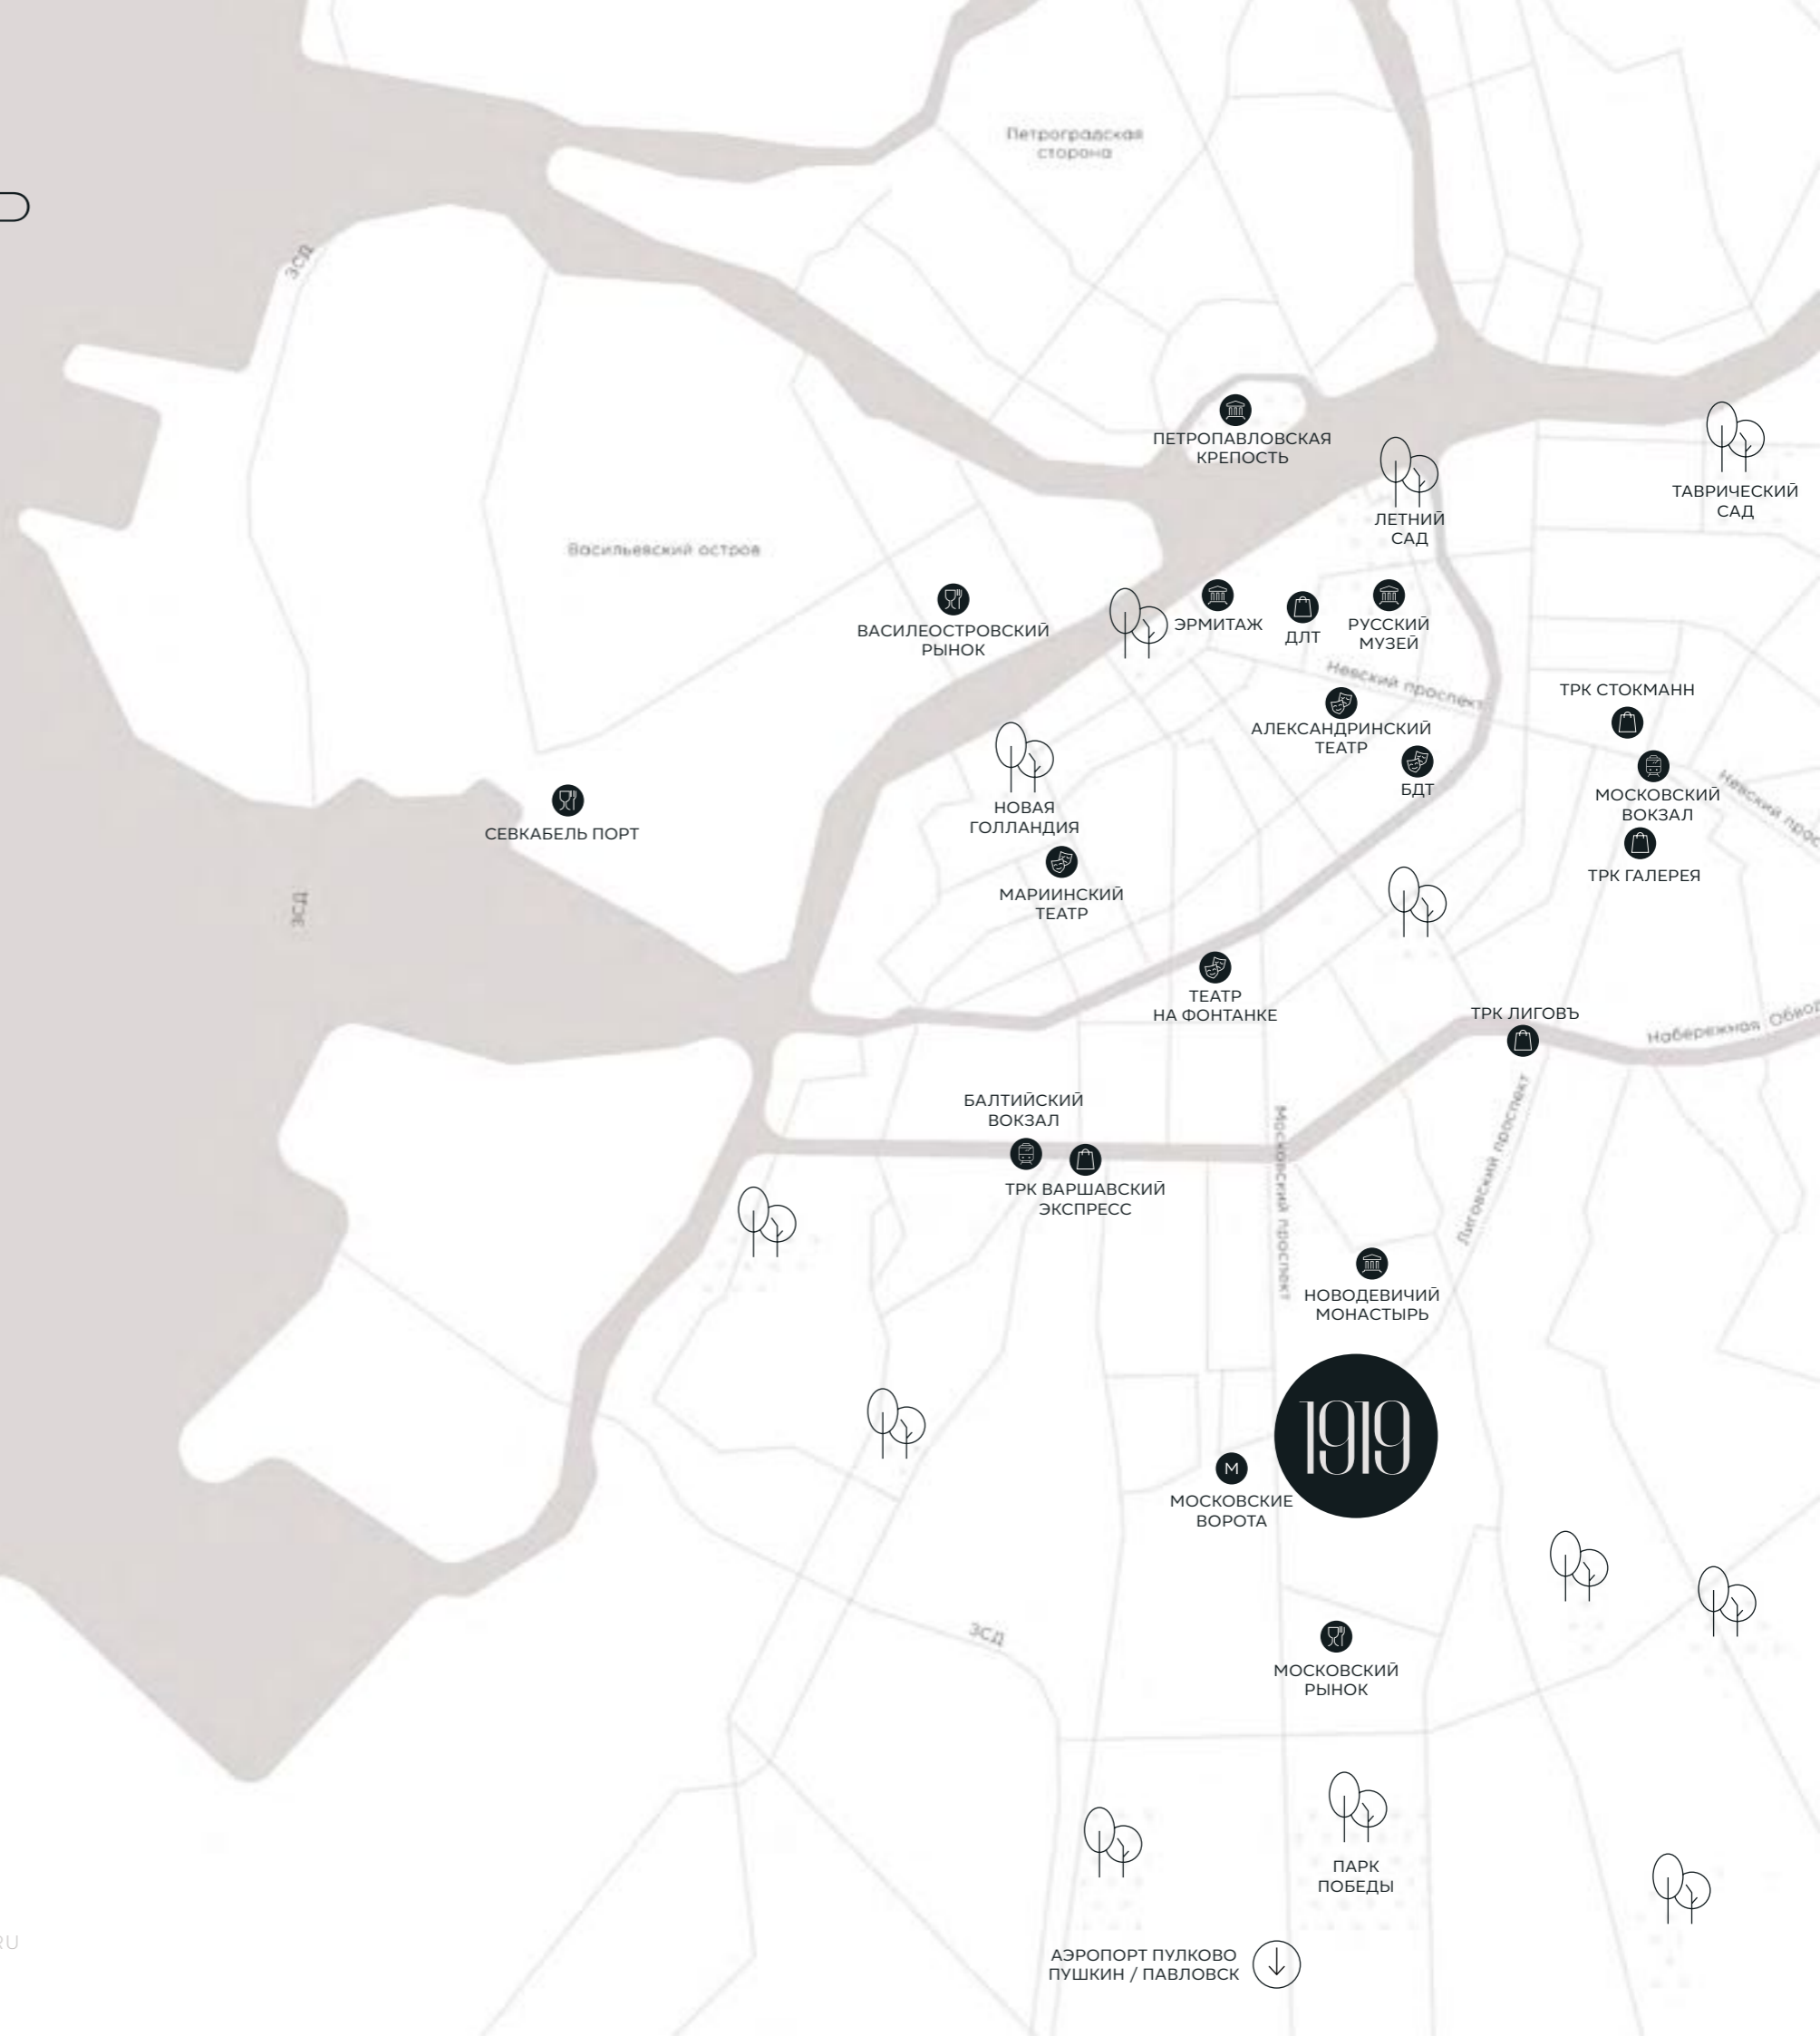 Петроградская
сторона
ЗСД
ПЕТРОПАВЛОВСКАЯ
КРЕПОСТЬ
ТАВРИЧЕСКИЙ
САД
ЛЕТНИЙ
САД
Васильевский остров
ВАСИЛЕОСТРОВСКИЙ
РЫНОК
ЭРМИТАЖ
ДЛТ
РУССКИЙ
МУЗЕЙ
Невский проспект
ТРК СТОКМАНН
АЛЕКСАНДРИНСКИЙ
ТЕАТР
БДТ
МОСКОВСКИЙ
ВОКЗАЛ
Невский прос
ТРК ГАЛЕРЕЯ
НОВАЯ
ГОЛЛАНДИЯ
СЕВКАБЕЛЬ ПОРТ
МАРИИНСКИЙ
ТЕАТР
ЗСД
ТЕАТР
НА ФОНТАНКЕ
ТРК ЛИГОВЪ
Набережная Обвод
БАЛТИЙСКИЙ
ВОКЗАЛ
ТРК ВАРШАВСКИЙ
ЭКСПРЕСС
Московский проспект
Лиговский проспект
НОВОДЕВИЧИЙ
МОНАСТЫРЬ
1919
М
МОСКОВСКИЕ
ВОРОТА
ЗСД
МОСКОВСКИЙ
РЫНОК
ПАРК
ПОБЕДЫ
RU
АЭРОПОРТ ПУЛКОВО
ПУШКИН / ПАВЛОВСК